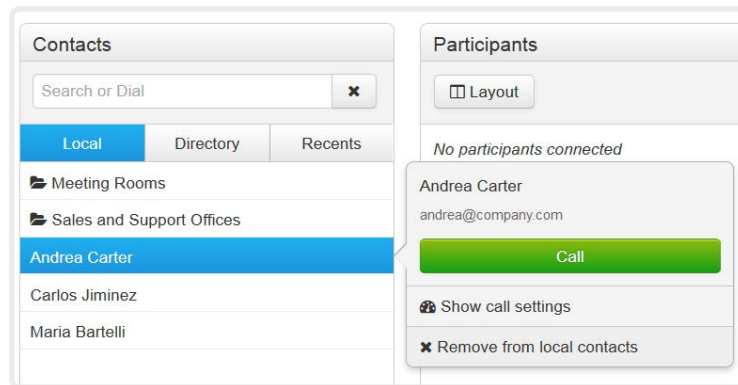 Contacts
Search or Dial
Local Directory Recents
Meeting Rooms
Sales and Support Offices
Andrea Carter
Carlos Jiminez
Maria Bartelli
Participants
Layout
No participants connected
Andrea Carter
andrea@company.com
Call
Show call settings
Remove from local contacts